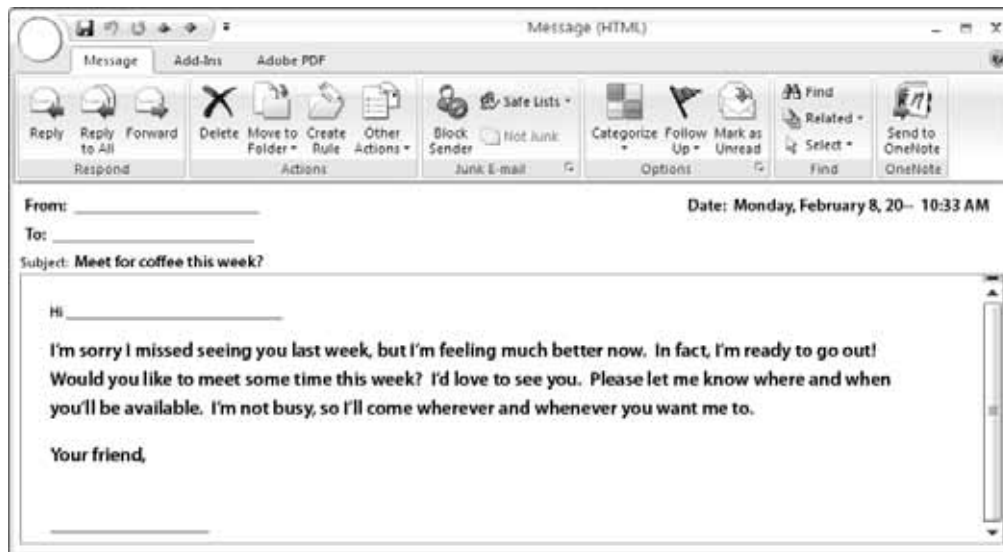 Message (HTML)
Message Add-Ins Adobe PDF
Reply Reply to All Forward
Respond
Delete Move to Folder Create Rule Other Actions
Actions
Block Sender Safe Lists Not Junk
Junk E-mail
Categorize Follow Up Mark as Unread
Options
Find Related Select
Find
Send to OneNote
OneNote
From: ____________________
Date: Monday, February 8, 20-- 10:33 AM
To: ____________________
Subject: Meet for coffee this week?
Hi ____________________
I'm sorry I missed seeing you last week, but I'm feeling much better now. In fact, I'm ready to go out!
Would you like to meet some time this week? I'd love to see you. Please let me know where and when
you'll be available. I'm not busy, so I'll come wherever and whenever you want me to.
Your friend,
____________________